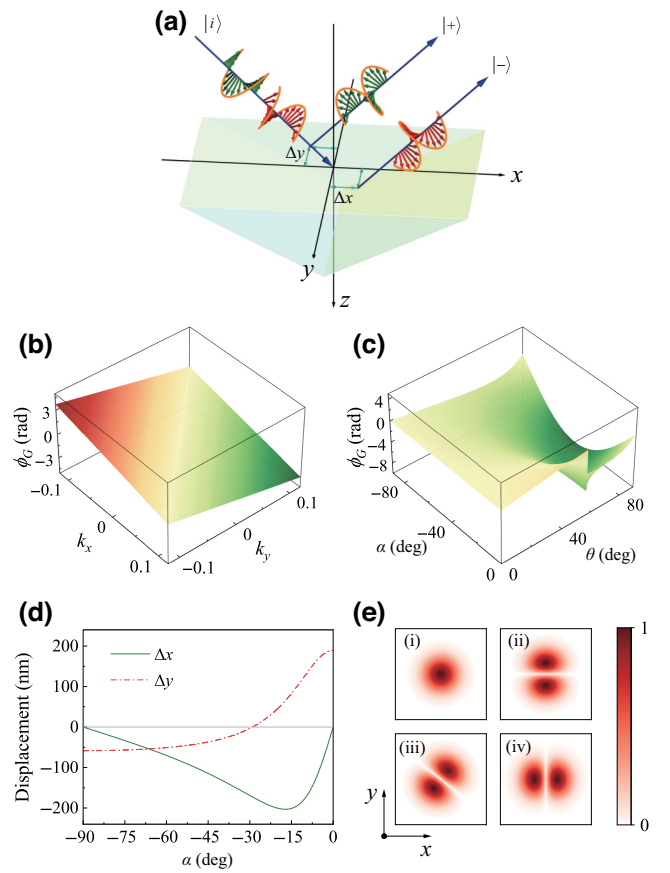 (a)
|i⟩
|+⟩
|−⟩
Δy
Δx
x
y
z
(b)
ϕG (rad)
3
0
−3
−0.1
0
0.1
kx
−0.1
0
0.1
ky
(c)
ϕG (rad)
4
0
−4
−8
−80
−40
0
α (deg)
0
40
80
θ (deg)
(d)
Displacement (nm)
200
100
0
−100
−200
Δx
Δy
−90 −75 −60 −45 −30 −15 0
α (deg)
(e)
(i)
(ii)
(iii)
(iv)
y
x
1
0